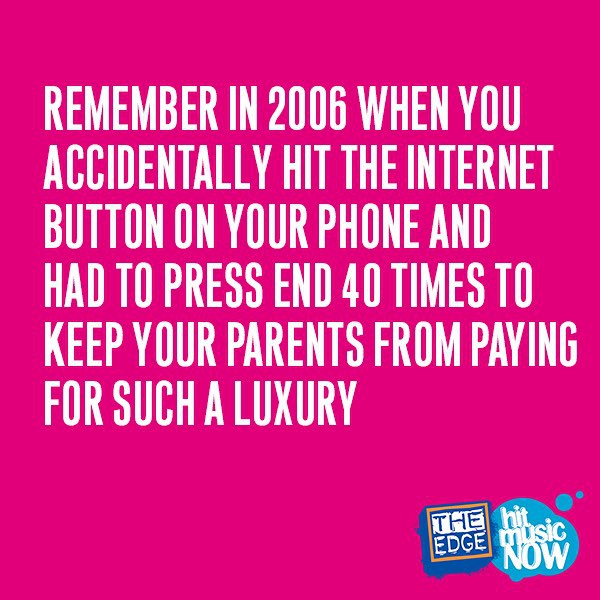 REMEMBER IN 2006 WHEN YOU
ACCIDENTALLY HIT THE INTERNET
BUTTON ON YOUR PHONE AND
HAD TO PRESS END 40 TIMES TO
KEEP YOUR PARENTS FROM PAYING
FOR SUCH A LUXURY
THE
EDGE
hit
music
NOW